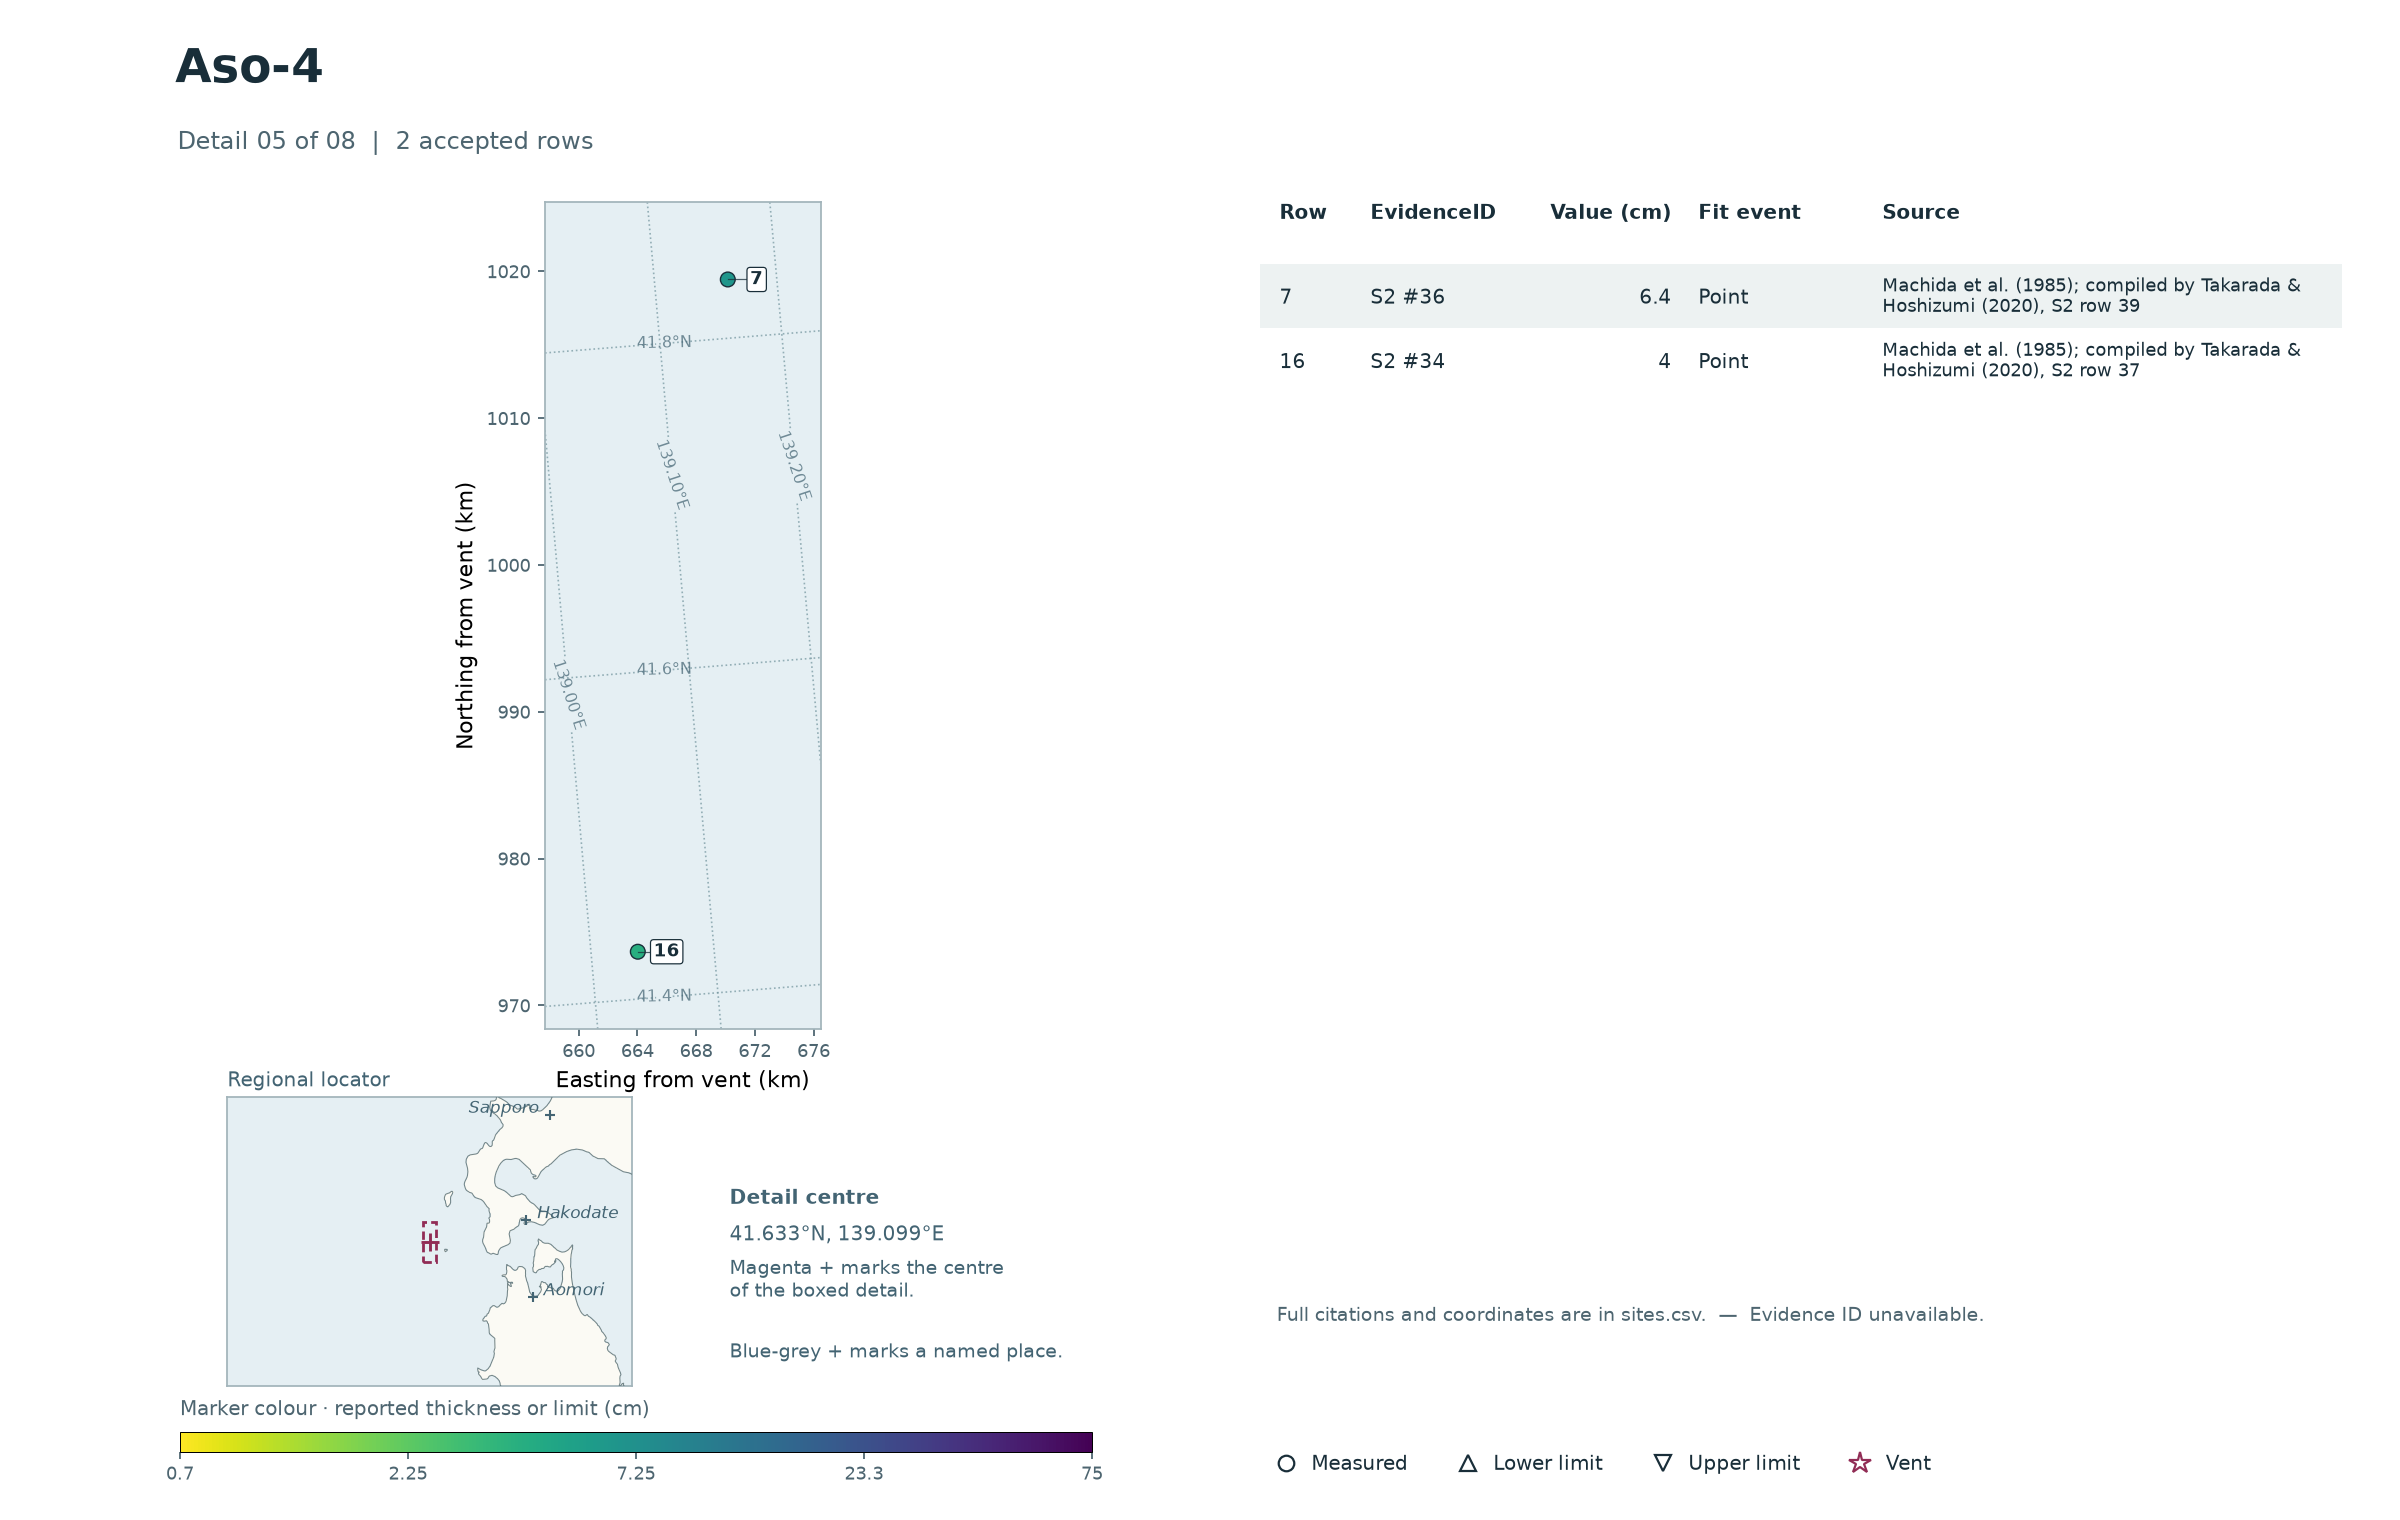 Aso-4
Detail 05 of 08 | 2 accepted rows
Row EvidenceID Value (cm) Fit event Source
7 S2 #36 6.4 Point Machida et al. (1985); compiled by Takarada &
Hoshizumi (2020), S2 row 39
16 S2 #34 4 Point Machida et al. (1985); compiled by Takarada &
Hoshizumi (2020), S2 row 37
Northing from vent (km)
1020
1010
1000
990
980
970
7
41.8°N
139.10°E
139.20°E
41.6°N
139.00°E
16
41.4°N
660 664 668 672 676
Easting from vent (km)
Regional locator
Sapporo
Hakodate
Aomori
Detail centre
41.633°N, 139.099°E
Magenta + marks the centre
of the boxed detail.
Blue-grey + marks a named place.
Full citations and coordinates are in sites.csv. — Evidence ID unavailable.
Marker colour · reported thickness or limit (cm)
0.7 2.25 7.25 23.3 75
Measured Lower limit Upper limit Vent